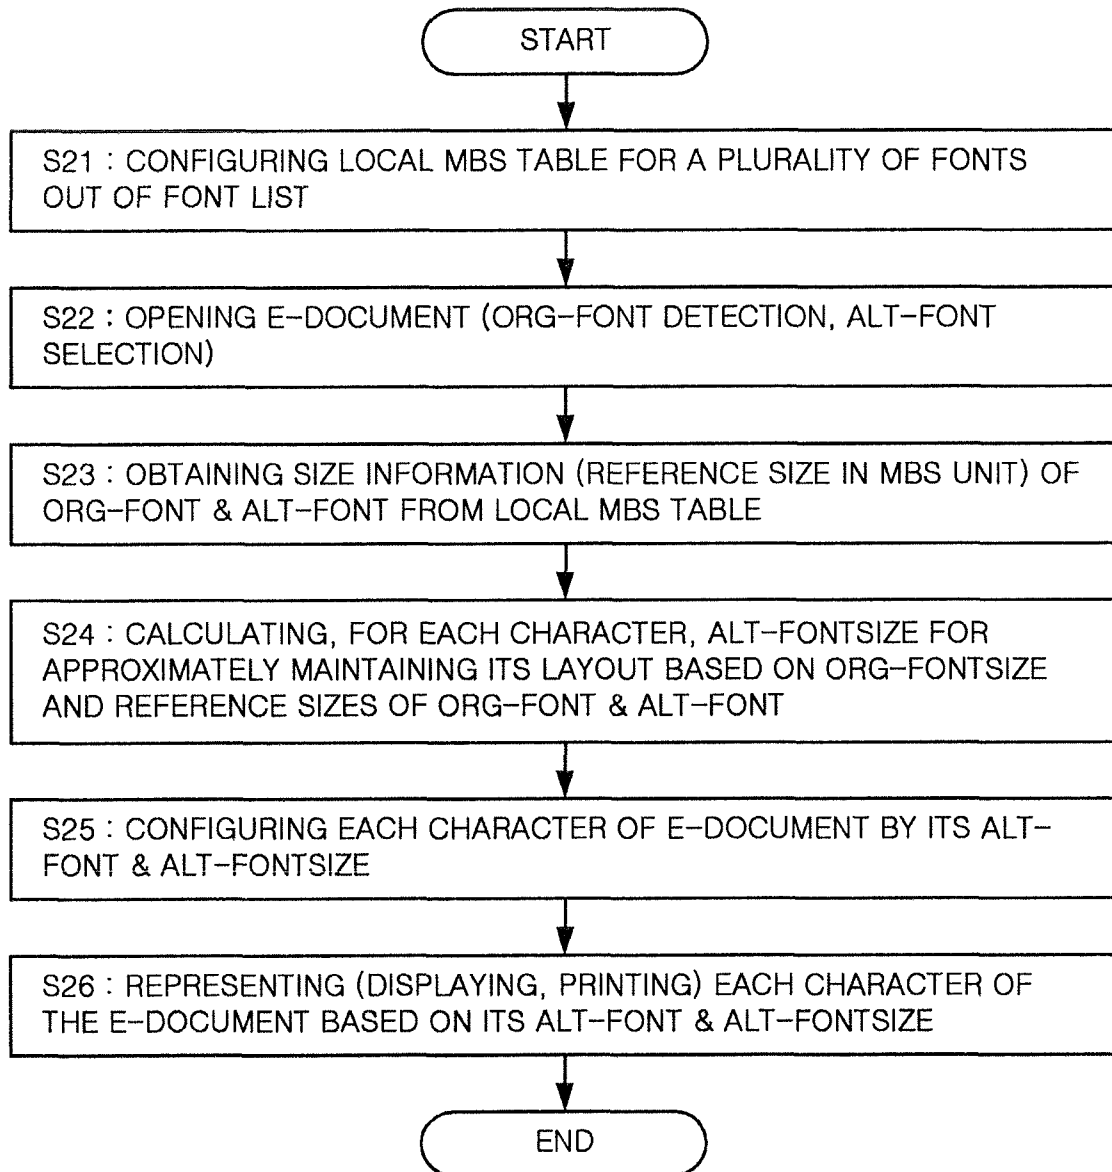 START
S21 : CONFIGURING LOCAL MBS TABLE FOR A PLURALITY OF FONTS
OUT OF FONT LIST
S22 : OPENING E-DOCUMENT (ORG-FONT DETECTION, ALT-FONT
SELECTION)
S23 : OBTAINING SIZE INFORMATION (REFERENCE SIZE IN MBS UNIT) OF
ORG-FONT & ALT-FONT FROM LOCAL MBS TABLE
S24 : CALCULATING, FOR EACH CHARACTER, ALT-FONTSIZE FOR
APPROXIMATELY MAINTAINING ITS LAYOUT BASED ON ORG-FONTSIZE
AND REFERENCE SIZES OF ORG-FONT & ALT-FONT
S25 : CONFIGURING EACH CHARACTER OF E-DOCUMENT BY ITS ALT-
FONT & ALT-FONTSIZE
S26 : REPRESENTING (DISPLAYING, PRINTING) EACH CHARACTER OF
THE E-DOCUMENT BASED ON ITS ALT-FONT & ALT-FONTSIZE
END